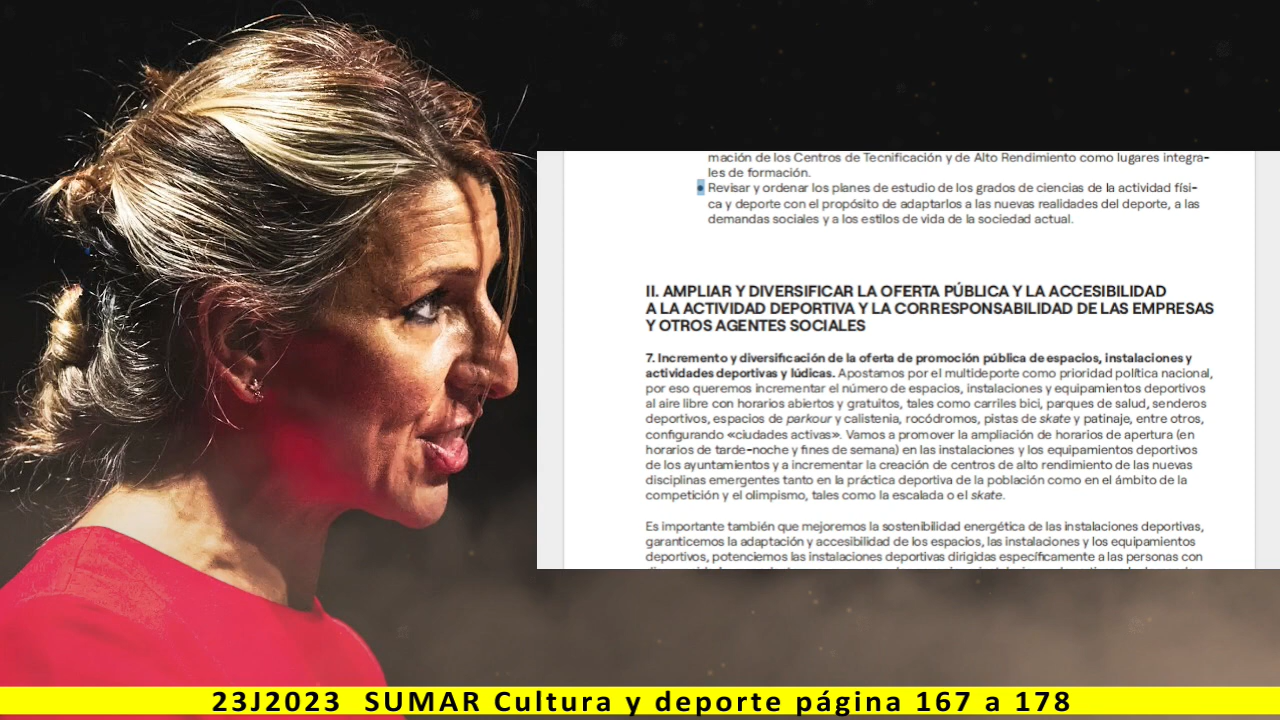 mación de los Centros de Tecnificación y de Alto Rendimiento como lugares integra-
les de formación.
• Revisar y ordenar los planes de estudio de los grados de ciencias de la actividad físi-
ca y deporte con el propósito de adaptarlos a las nuevas realidades del deporte, a las
demandas sociales y a los estilos de vida de la sociedad actual.
II. AMPLIAR Y DIVERSIFICAR LA OFERTA PÚBLICA Y LA ACCESIBILIDAD
A LA ACTIVIDAD DEPORTIVA Y LA CORRESPONSABILIDAD DE LAS EMPRESAS
Y OTROS AGENTES SOCIALES
7. Incremento y diversificación de la oferta de promoción pública de espacios, instalaciones y
actividades deportivas y lúdicas. Apostamos por el multideporte como prioridad política nacional,
por eso queremos incrementar el número de espacios, instalaciones y equipamientos deportivos
al aire libre con horarios abiertos y gratuitos, tales como carriles bici, parques de salud, senderos
deportivos, espacios de parkour y calistenia, rocódromos, pistas de skate y patinaje, entre otros,
configurando «ciudades activas». Vamos a promover la ampliación de horarios de apertura (en
horarios de tarde-noche y fines de semana) en las instalaciones y los equipamientos deportivos
de los ayuntamientos y a incrementar la creación de centros de alto rendimiento de las nuevas
disciplinas emergentes tanto en la práctica deportiva de la población como en el ámbito de la
competición y el olimpismo, tales como la escalada o el skate.
Es importante también que mejoremos la sostenibilidad energética de las instalaciones deportivas,
garanticemos la adaptación y accesibilidad de los espacios, las instalaciones y los equipamientos
deportivos, potenciemos las instalaciones deportivas dirigidas específicamente a las personas con
23J2023 SUMAR Cultura y deporte página 167 a 178